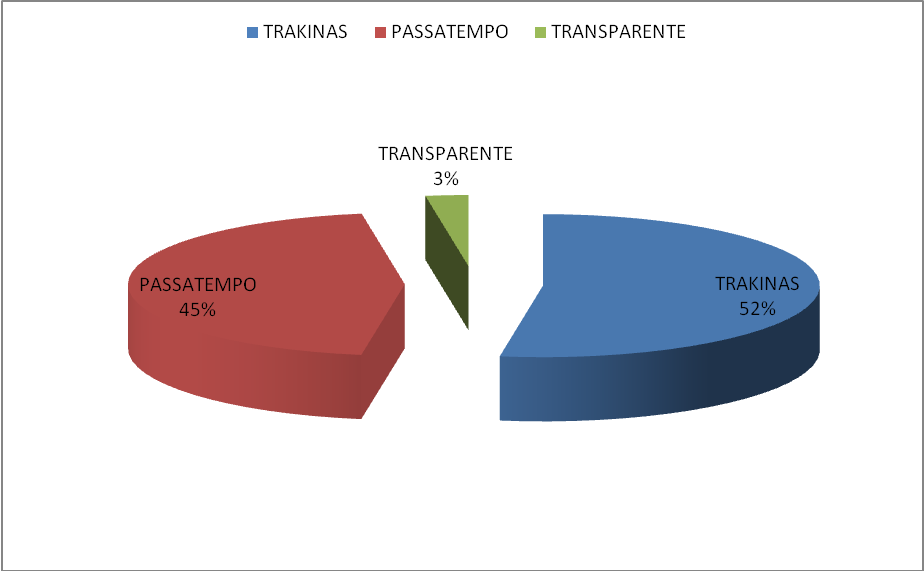 TRAKINAS PASSATEMPO TRANSPARENTE
TRANSPARENTE
3%
PASSATEMPO
45%
TRAKINAS
52%